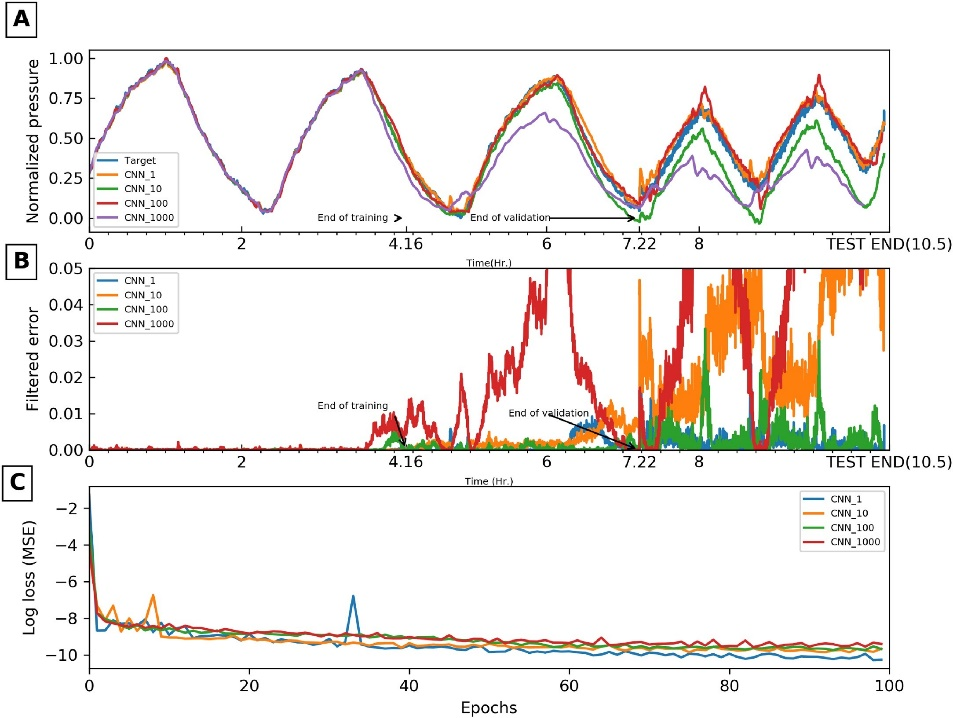 A
Normalized pressure
1.00
0.75
0.50
0.25
0.00
Target
CNN_1
CNN_10
CNN_100
CNN_1000
End of training
End of validation
0 2 4.16 6 7.22 8 TEST END(10.5)
Time(Hr.)
B
Filtered error
0.05
0.04
0.03
0.02
0.01
0.00
CNN_1
CNN_10
CNN_100
CNN_1000
End of training
End of validation
0 2 4.16 6 7.22 8 TEST END(10.5)
Time (Hr.)
C
Log loss (MSE)
−2
−4
−6
−8
−10
CNN_1
CNN_10
CNN_100
CNN_1000
0 20 40 60 80 100
Epochs